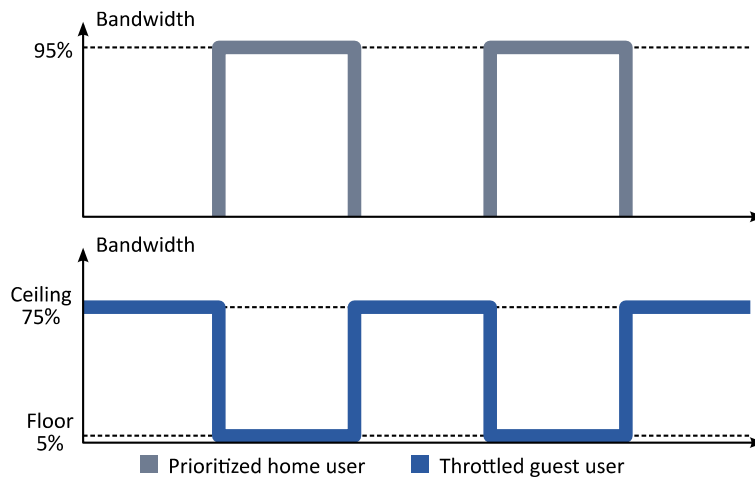 Bandwidth
95%
Bandwidth
Ceiling
75%
Floor
5%
Prioritized home user
Throttled guest user